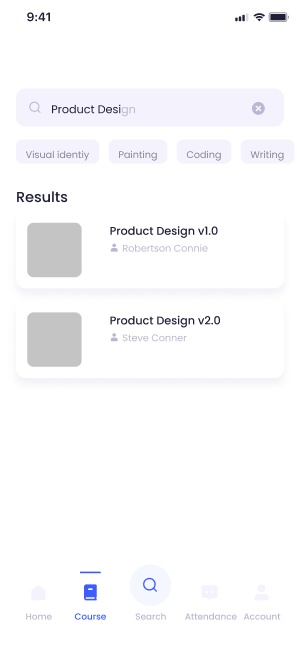 9:41
Product Design
Visual identiy Painting Coding Writing
Results
Product Design v1.0
Robertson Connie
Product Design v2.0
Steve Conner
Home Course Search Attendance Account